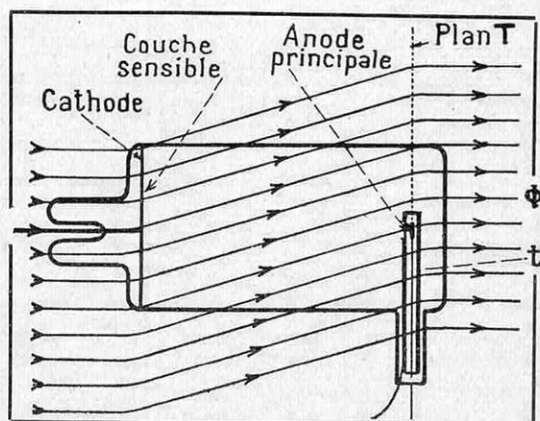 Couche
sensible
Cathode
Anode
principale
Plan T
Φ
t